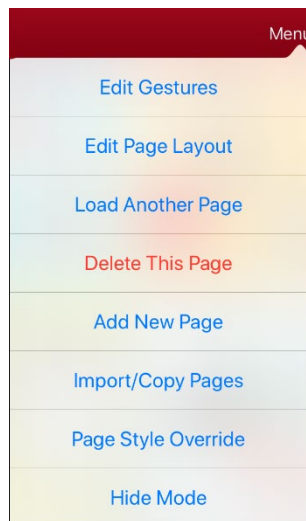 Menu
Edit Gestures
Edit Page Layout
Load Another Page
Delete This Page
Add New Page
Import/Copy Pages
Page Style Override
Hide Mode